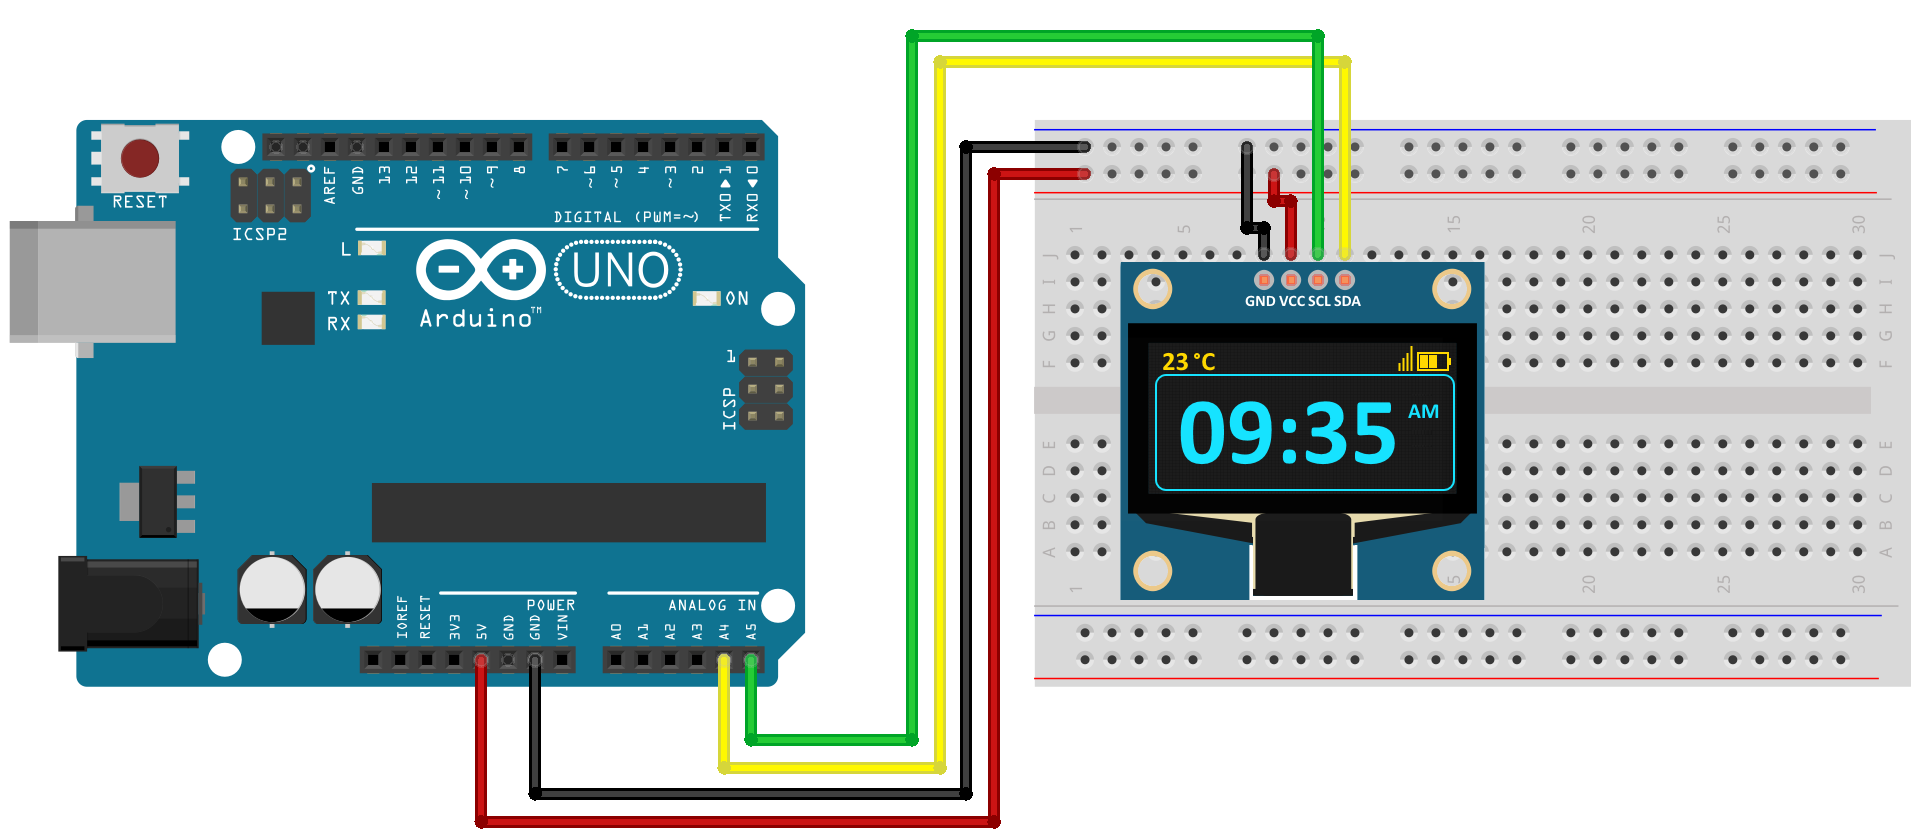 RESET
ICSP2
AREF
GND
13
12
~11
~10
~9
8
7
~6
~5
4
~3
2
TX0▶1
RX0◀0
DIGITAL (PWM=~)
L
TX
RX
UNO
Arduino™
ON
1
ICSP
POWER
IOREF
RESET
3V3
5V
GND
GND
VIN
ANALOG IN
A0
A1
A2
A3
A4
A5
1
5
15
20
25
30
J
I
H
G
F
E
D
C
B
A
J
I
H
G
F
E
D
C
B
A
GND VCC SCL SDA
23 °C
09:35 AM
1
5
20
25
30